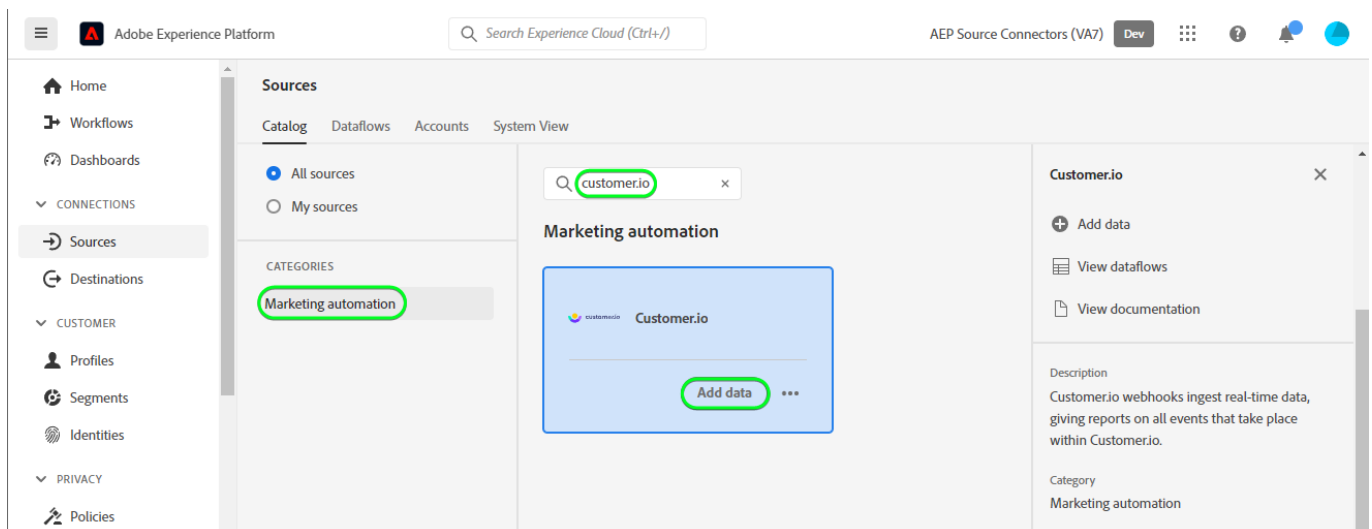 Adobe Experience Platform
Search Experience Cloud (Ctrl+/)
AEP Source Connectors (VA7)
Dev
Home
Workflows
Dashboards
CONNECTIONS
Sources
Destinations
CUSTOMER
Profiles
Segments
Identities
PRIVACY
Policies
Sources
Catalog Dataflows Accounts System View
All sources
My sources
CATEGORIES
Marketing automation
customer.io
Marketing automation
customer.io
Customer.io
Add data
Customer.io
Add data
View dataflows
View documentation
Description
Customer.io webhooks ingest real-time data,
giving reports on all events that take place
within Customer.io.
Category
Marketing automation